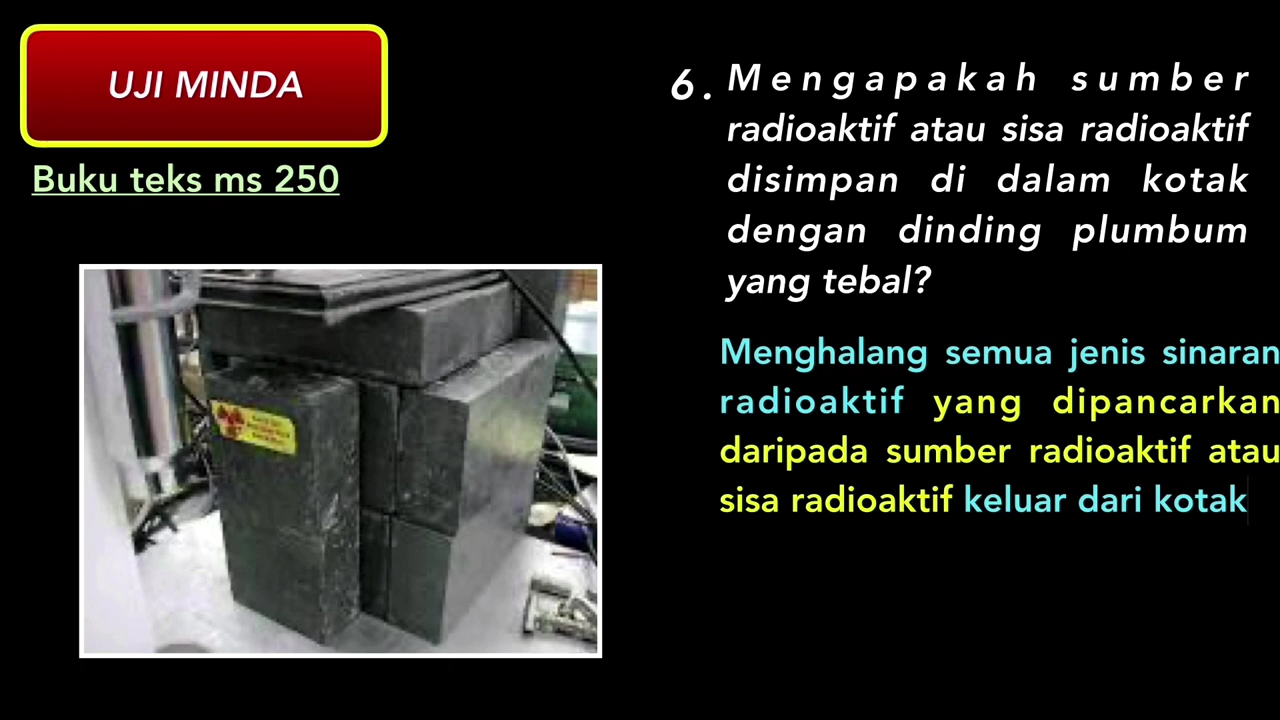 UJI MINDA
Buku teks ms 250
6. Mengapakah sumber
radioaktif atau sisa radioaktif
disimpan di dalam kotak
dengan dinding plumbum
yang tebal?
Menghalang semua jenis sinaran
radioaktif yang dipancarkan
daripada sumber radioaktif atau
sisa radioaktif keluar dari kotak